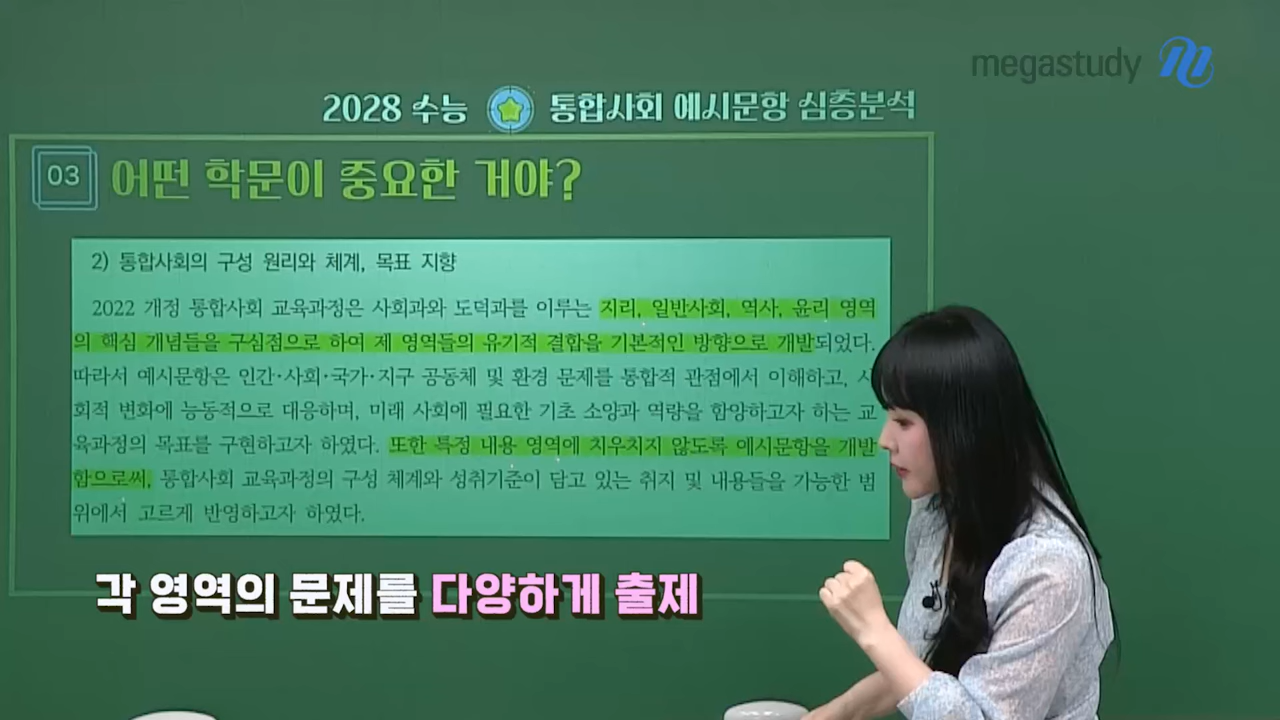 megastudy
2028 수능 통합사회 예시문항 심층분석
03 어떤 학문이 중요한 거야?
2) 통합사회의 구성 원리와 체계, 목표 지향
2022 개정 통합사회 교육과정은 사회과와 도덕과를 이루는 지리, 일반사회, 역사, 윤리 영역
의 핵심 개념들을 구심점으로 하여 제 영역들의 유기적 결합을 기본적인 방향으로 개발되었다.
따라서 예시문항은 인간·사회·국가·지구 공동체 및 환경 문제를 통합적 관점에서 이해하고, 사
회적 변화에 능동적으로 대응하며, 미래 사회에 필요한 기초 소양과 역량을 함양하고자 하는 교
육과정의 목표를 구현하고자 하였다. 또한 특정 내용 영역에 치우치지 않도록 예시문항을 개발
함으로써, 통합사회 교육과정의 구성 체계와 성취기준이 담고 있는 취지 및 내용들을 가능한 범
위에서 고르게 반영하고자 하였다.
각 영역의 문제를 다양하게 출제